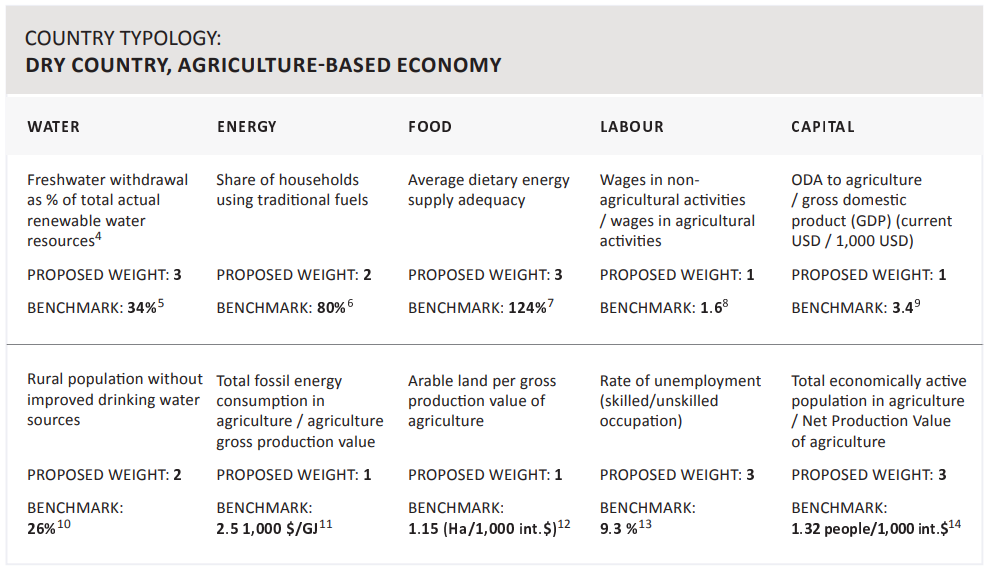 COUNTRY TYPOLOGY:
DRY COUNTRY, AGRICULTURE-BASED ECONOMY
WATER
ENERGY
FOOD
LABOUR
CAPITAL
Freshwater withdrawal
as % of total actual
renewable water
resources4
PROPOSED WEIGHT: 3
BENCHMARK: 34%5
Share of households
using traditional fuels
PROPOSED WEIGHT: 2
BENCHMARK: 80%6
Average dietary energy
supply adequacy
PROPOSED WEIGHT: 3
BENCHMARK: 124%7
Wages in non-
agricultural activities
/ wages in agricultural
activities
PROPOSED WEIGHT: 1
BENCHMARK: 1.68
ODA to agriculture
/ gross domestic
product (GDP) (current
USD / 1,000 USD)
PROPOSED WEIGHT: 1
BENCHMARK: 3.49
Rural population without
improved drinking water
sources
PROPOSED WEIGHT: 2
BENCHMARK:
26%10
Total fossil energy
consumption in
agriculture / agriculture
gross production value
PROPOSED WEIGHT: 1
BENCHMARK:
2.5 1,000 $/GJ11
Arable land per gross
production value of
agriculture
PROPOSED WEIGHT: 1
BENCHMARK:
1.15 (Ha/1,000 int.$)12
Rate of unemployment
(skilled/unskilled
occupation)
PROPOSED WEIGHT: 3
BENCHMARK:
9.3 %13
Total economically active
population in agriculture
/ Net Production Value
of agriculture
PROPOSED WEIGHT: 3
BENCHMARK:
1.32 people/1,000 int.$14